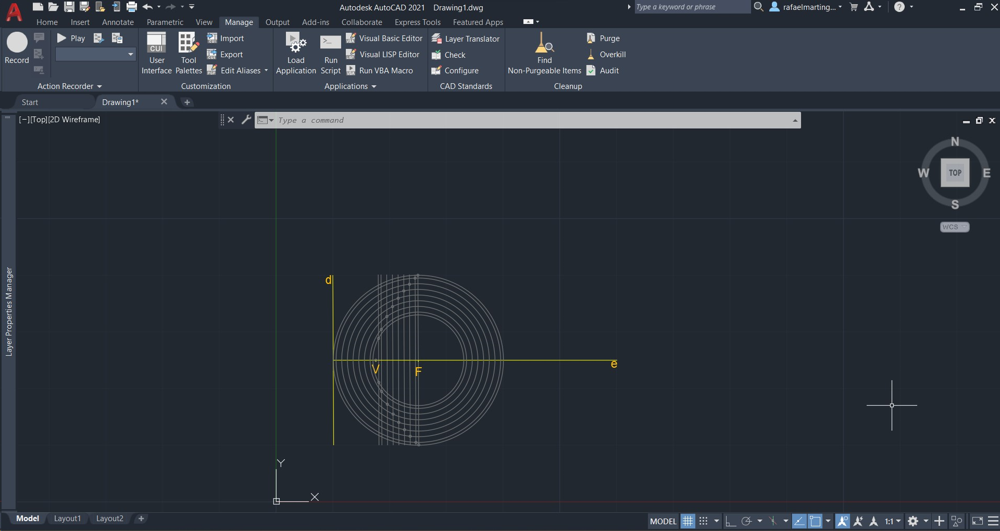 Autodesk AutoCAD 2021 Drawing1.dwg
Type a keyword or phrase
rafaelmarting...
Home Insert Annotate Parametric View Manage Output Add-ins Collaborate Express Tools Featured Apps
Record
Play
Action Recorder
CUI
User
Interface
Tool
Palettes
Import
Export
Edit Aliases
Customization
Load
Application
Run
Script
Visual Basic Editor
Visual LISP Editor
Run VBA Macro
Applications
Layer Translator
Check
Configure
CAD Standards
Find
Non-Purgeable Items
Purge
Overkill
Audit
Cleanup
Start
Drawing1*
[−][Top][2D Wireframe]
Type a command
N
W TOP E
S
WCS
Layer Properties Manager
d
V
F
e
Y
X
Model Layout1 Layout2
MODEL
1:1